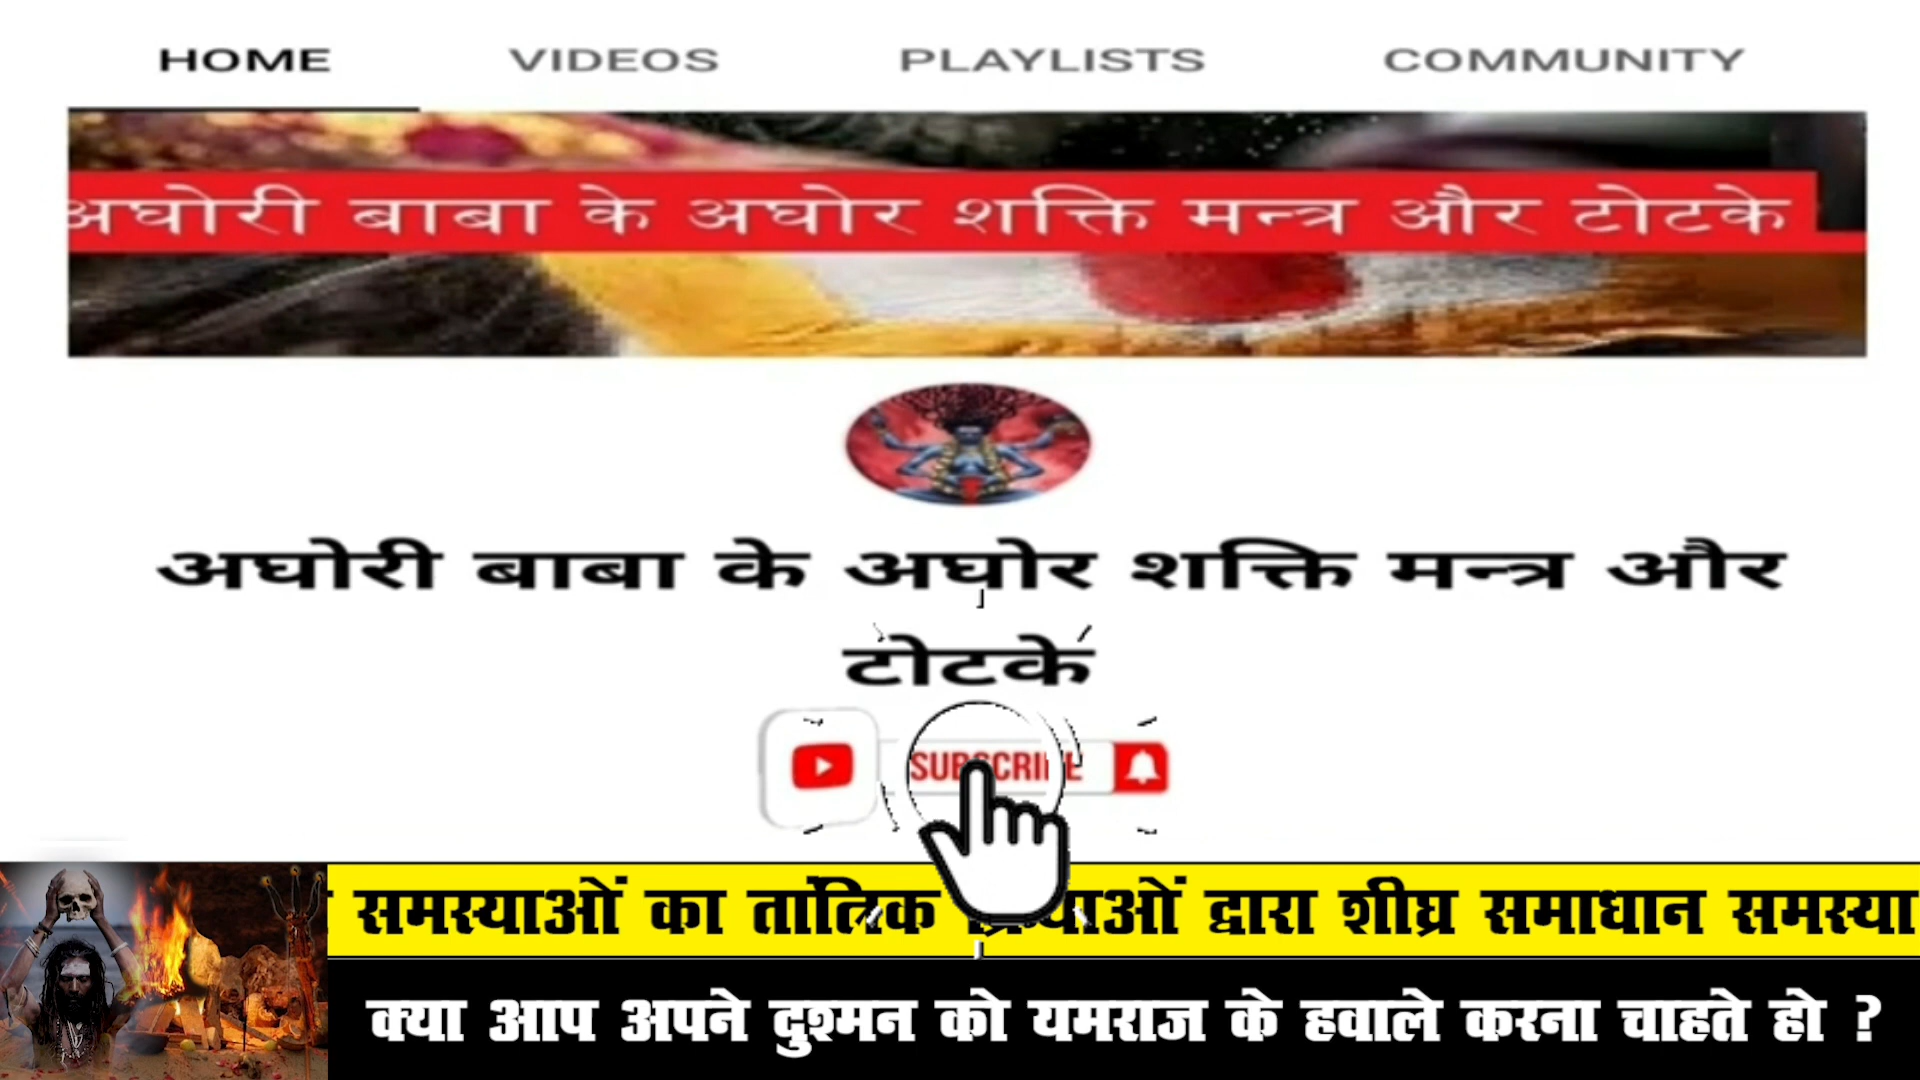 HOME VIDEOS PLAYLISTS COMMUNITY
अघोरी बाबा के अघोर शक्ति मन्त्र और टोटके
अघोरी बाबा के अघोर शक्ति मन्त्र और
टोटके
SUBSCRIBE
समस्याओं का तांत्रिक द्वारा शीघ्र समाधान समस्या
क्या आप अपने दुश्मन को यमराज के हवाले करना चाहते हो ?